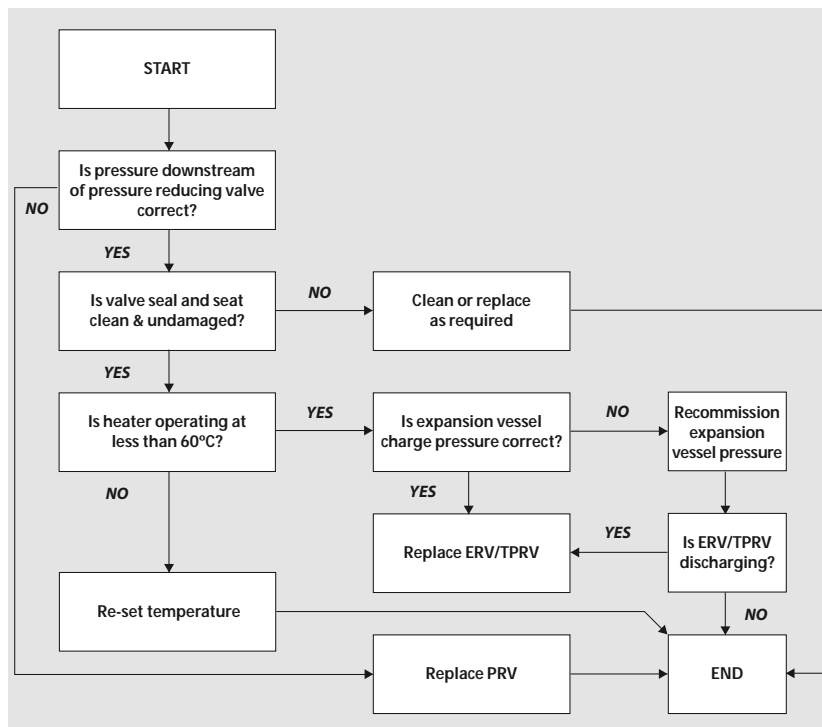 START
Is pressure downstream
of pressure reducing valve
correct?
NO
YES
Is valve seal and seat
clean & undamaged?
NO
Clean or replace
as required
YES
Is heater operating at
less than 60ºC?
YES
Is expansion vessel
charge pressure correct?
NO
Recommission
expansion
vessel pressure
NO
YES
Replace ERV/TPRV
YES
Is ERV/TPRV
discharging?
Re-set temperature
NO
Replace PRV
END